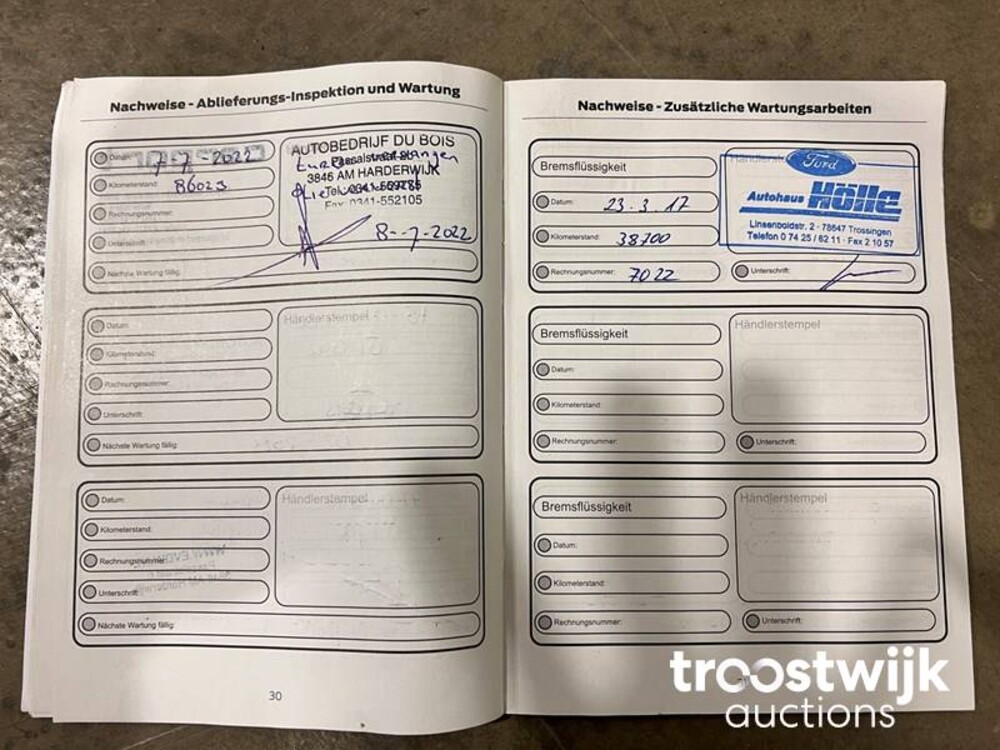 Nachweise - Ablieferungs-Inspektion und Wartung
Datum: 7-7-2022
Kilometerstand: 86023
Rechnungsnummer:
Unterschrift:
Nächste Wartung fällig:
AUTOBEDRIJF DU BOIS
3846 AM HARDERWIJK
Fax 0341-552105
8-7-2022
Datum:
Kilometerstand:
Rechnungsnummer:
Unterschrift:
Nächste Wartung fällig:
Händlerstempel
Datum:
Kilometerstand:
Rechnungsnummer:
Unterschrift:
Nächste Wartung fällig:
Händlerstempel
30
Nachweise - Zusätzliche Wartungsarbeiten
Bremsflüssigkeit
Datum: 23.3.17
Kilometerstand: 38700
Rechnungsnummer: 7022
Unterschrift:
Ford
Autohaus Hölle
Linsenboldstr. 2 · 78647 Trossingen
Telefon 0 74 25 / 62 11 · Fax 2 10 57
Bremsflüssigkeit
Datum:
Kilometerstand:
Rechnungsnummer:
Händlerstempel
Unterschrift:
Bremsflüssigkeit
Datum:
Kilometerstand:
Rechnungsnummer:
Händlerstempel
Unterschrift:
troostwijk
auctions